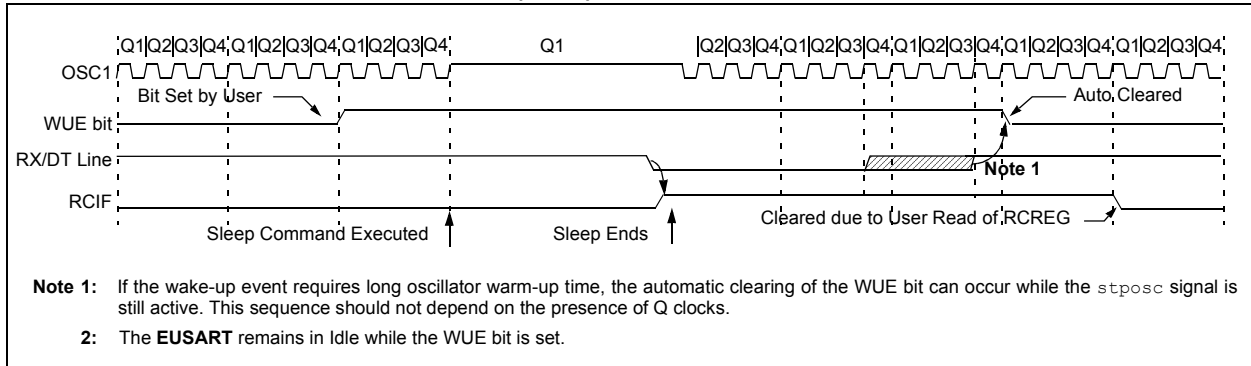 Q1|Q2|Q3|Q4|Q1|Q2|Q3|Q4|Q1|Q2|Q3|Q4 Q1 |Q2|Q3|Q4|Q1|Q2|Q3|Q4|Q1|Q2|Q3|Q4|Q1|Q2|Q3|Q4|Q1|Q2|Q3|Q4
OSC1
Bit Set by User Auto Cleared
WUE bit
RX/DT Line
Note 1
RCIF
Cleared due to User Read of RCREG
Sleep Command Executed Sleep Ends
Note 1: If the wake-up event requires long oscillator warm-up time, the automatic clearing of the WUE bit can occur while the stposc signal is
still active. This sequence should not depend on the presence of Q clocks.
2: The EUSART remains in Idle while the WUE bit is set.